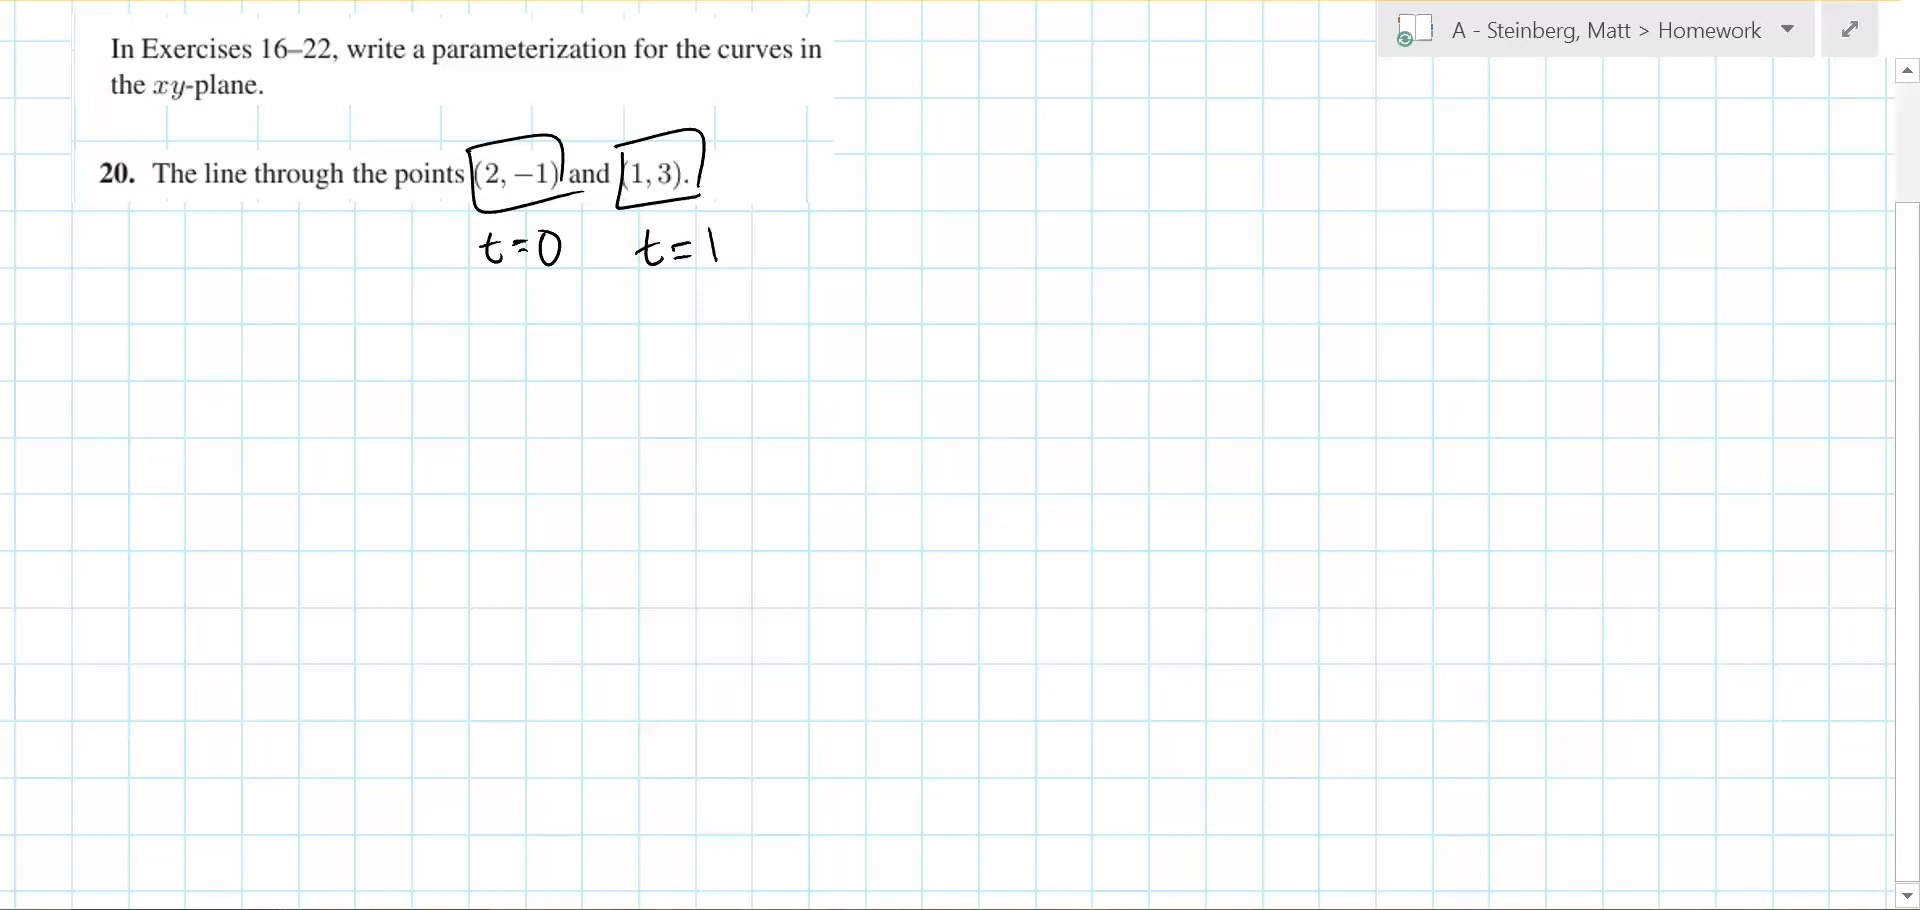 A - Steinberg, Matt > Homework
In Exercises 16–22, write a parameterization for the curves in
the xy-plane.
20. The line through the points (2, −1) and (1, 3).
t=0 t=1